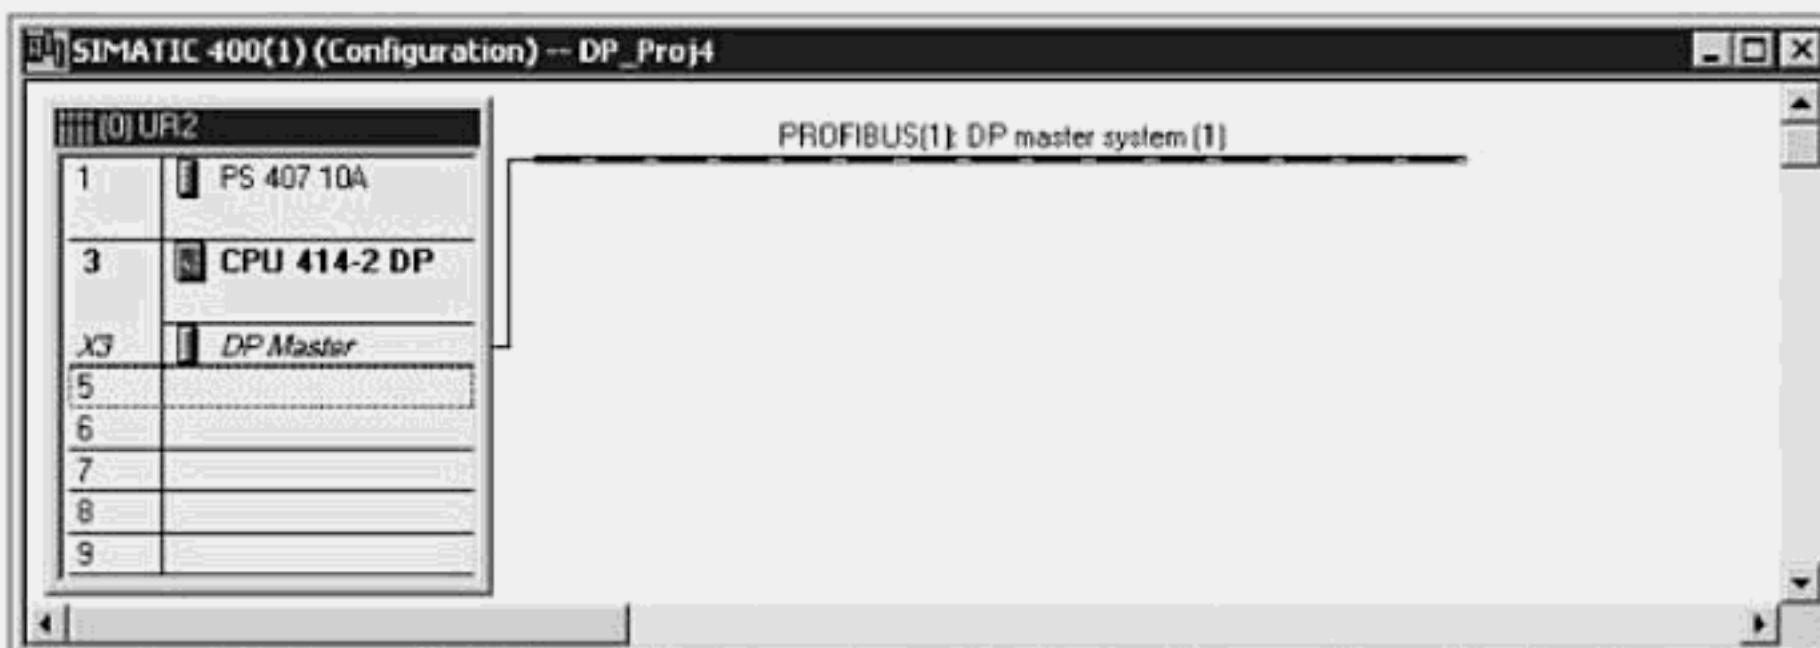 SIMATIC 400(1) (Configuration) -- DP_Proj4
(0) UR2
1 PS 407 10A
3 CPU 414-2 DP
X3 DP Master
5
6
7
8
9
PROFIBUS(1): DP master system (1)